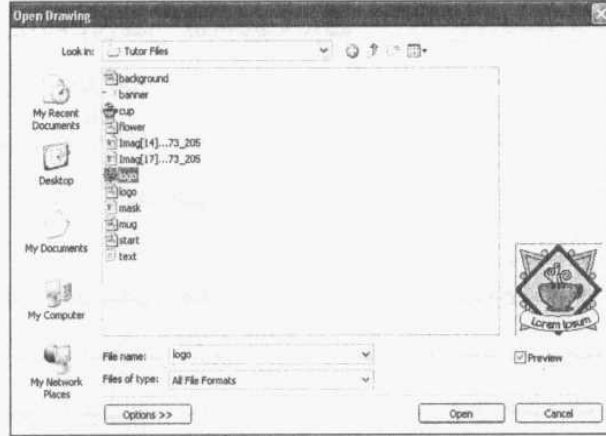 Open Drawing
Look in: Tutor Files
My Recent
Documents
Desktop
My Documents
My Computer
My Network
Places
background
banner
cup
flower
Imag[14]...73_205
Imag[17]...73_205
logo
logo
mask
mug
start
text
Lorem Ipsum
File name: logo
Preview
Files of type: All File Formats
Options >>
Open
Cancel